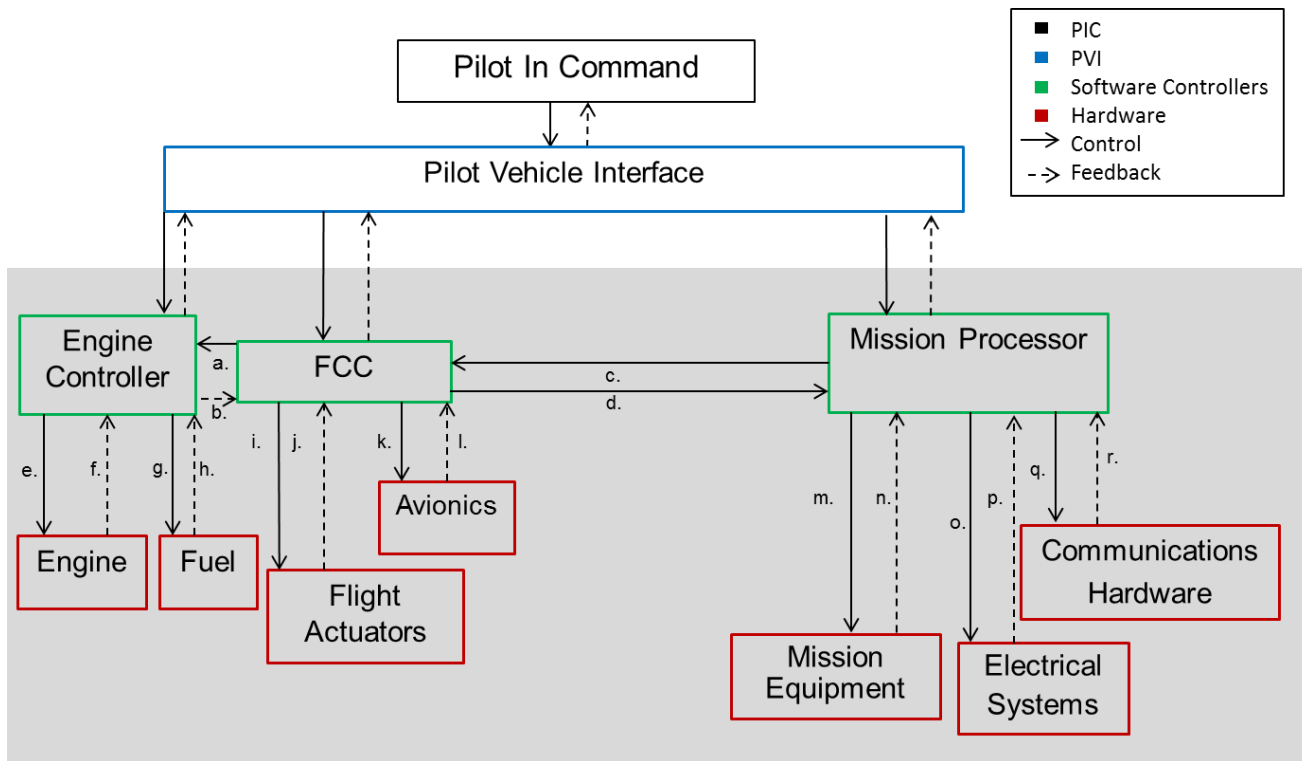 PIC
PVI
Software Controllers
Hardware
Control
Feedback
Pilot In Command
Pilot Vehicle Interface
Engine
Controller
a.
b.
FCC
c.
d.
Mission Processor
e.
f.
g.
h.
i.
j.
k.
l.
m.
n.
o.
p.
q.
r.
Engine
Fuel
Flight
Actuators
Avionics
Mission
Equipment
Electrical
Systems
Communications
Hardware